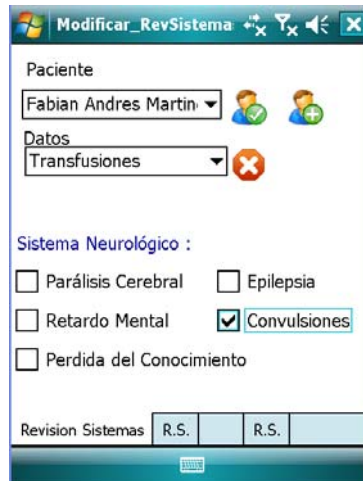 Modificar_RevSistema
Paciente
Fabian Andres Martin
Datos
Transfusiones
Sistema Neurológico :
Parálisis Cerebral Epilepsia
Retardo Mental Convulsiones
Perdida del Conocimiento
Revision Sistemas R.S. R.S.